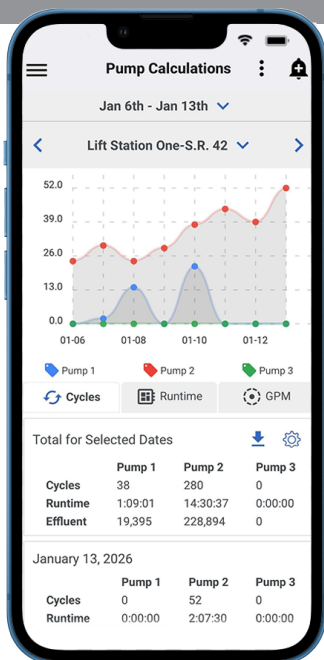 Pump Calculations
Jan 6th - Jan 13th
Lift Station One-S.R. 42
52.0
39.0
26.0
13.0
0.0
01-06 01-08 01-10 01-12
Pump 1 Pump 2 Pump 3
Cycles Runtime GPM
Total for Selected Dates
Pump 1 Pump 2 Pump 3
Cycles 38 280 0
Runtime 1:09:01 14:30:37 0:00:00
Effluent 19,395 228,894 0
January 13, 2026
Pump 1 Pump 2 Pump 3
Cycles 0 52 0
Runtime 0:00:00 2:07:30 0:00:00